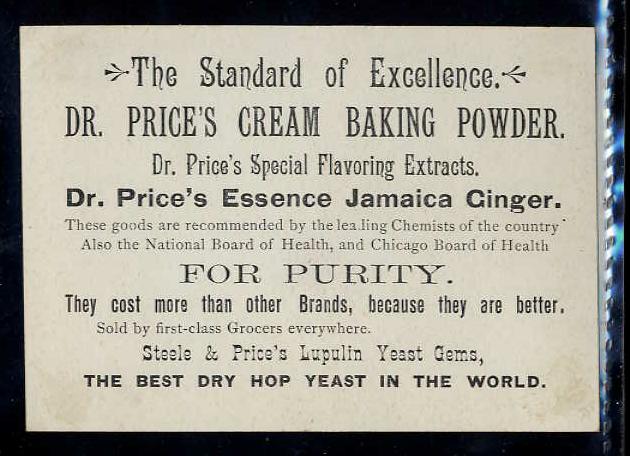 The Standard of Excellence.
DR. PRICE'S CREAM BAKING POWDER.
Dr. Price's Special Flavoring Extracts.
Dr. Price's Essence Jamaica Ginger.
These goods are recommended by the leading Chemists of the country
Also the National Board of Health, and Chicago Board of Health
FOR PURITY.
They cost more than other Brands, because they are better.
Sold by first-class Grocers everywhere.
Steele & Price's Lupulin Yeast Gems,
THE BEST DRY HOP YEAST IN THE WORLD.